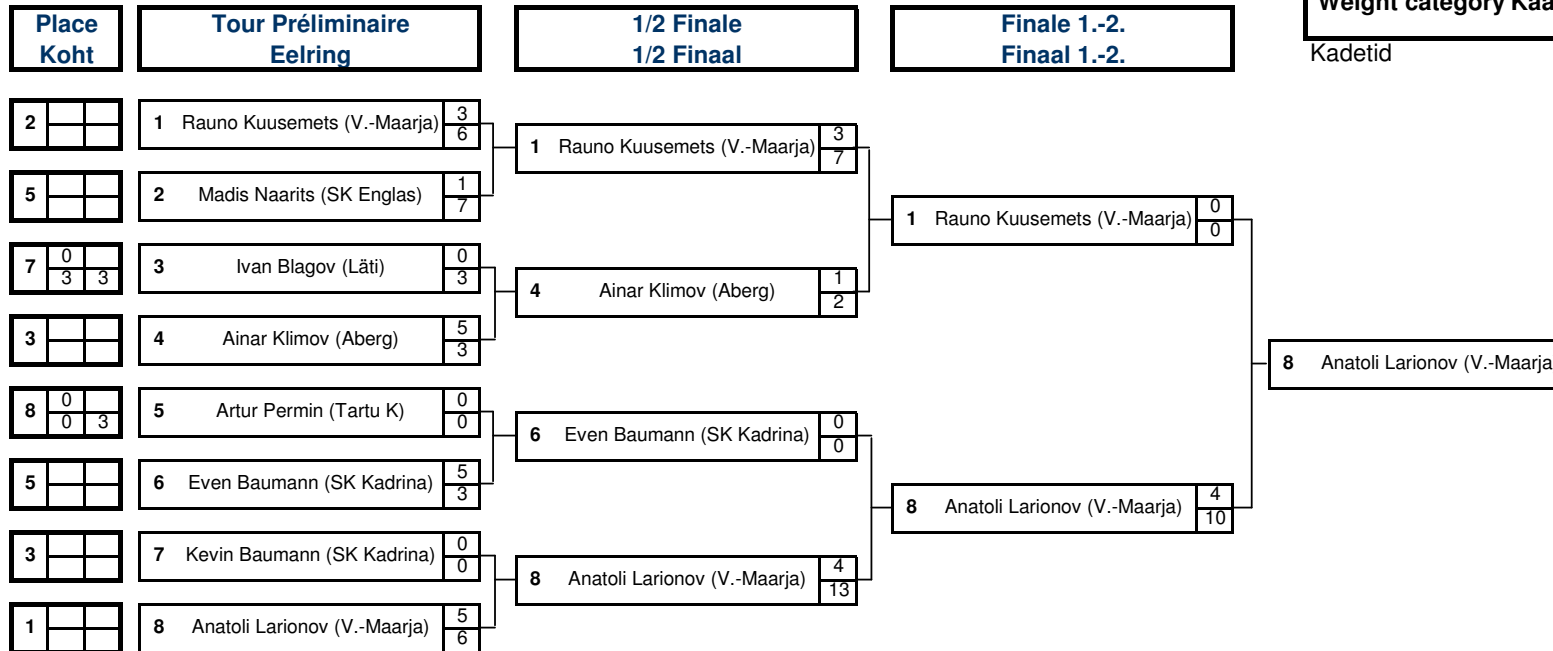 Weight category Kaa
Kadetid
Place
Koht
Tour Préliminaire
Eelring
1/2 Finale
1/2 Finaal
Finale 1.-2.
Finaal 1.-2.
2
1 Rauno Kuusemets (V.-Maarja) 3
6
5
2 Madis Naarits (SK Englas) 1
7
1 Rauno Kuusemets (V.-Maarja) 3
7
7 0
3 3
3 Ivan Blagov (Läti) 0
3
3
4 Ainar Klimov (Aberg) 5
3
4 Ainar Klimov (Aberg) 1
2
1 Rauno Kuusemets (V.-Maarja) 0
0
8 0
0 3
5 Artur Permin (Tartu K) 0
0
5
6 Even Baumann (SK Kadrina) 5
3
6 Even Baumann (SK Kadrina) 0
0
3
7 Kevin Baumann (SK Kadrina) 0
0
1
8 Anatoli Larionov (V.-Maarja) 5
6
8 Anatoli Larionov (V.-Maarja) 4
13
8 Anatoli Larionov (V.-Maarja) 4
10
8 Anatoli Larionov (V.-Maarja